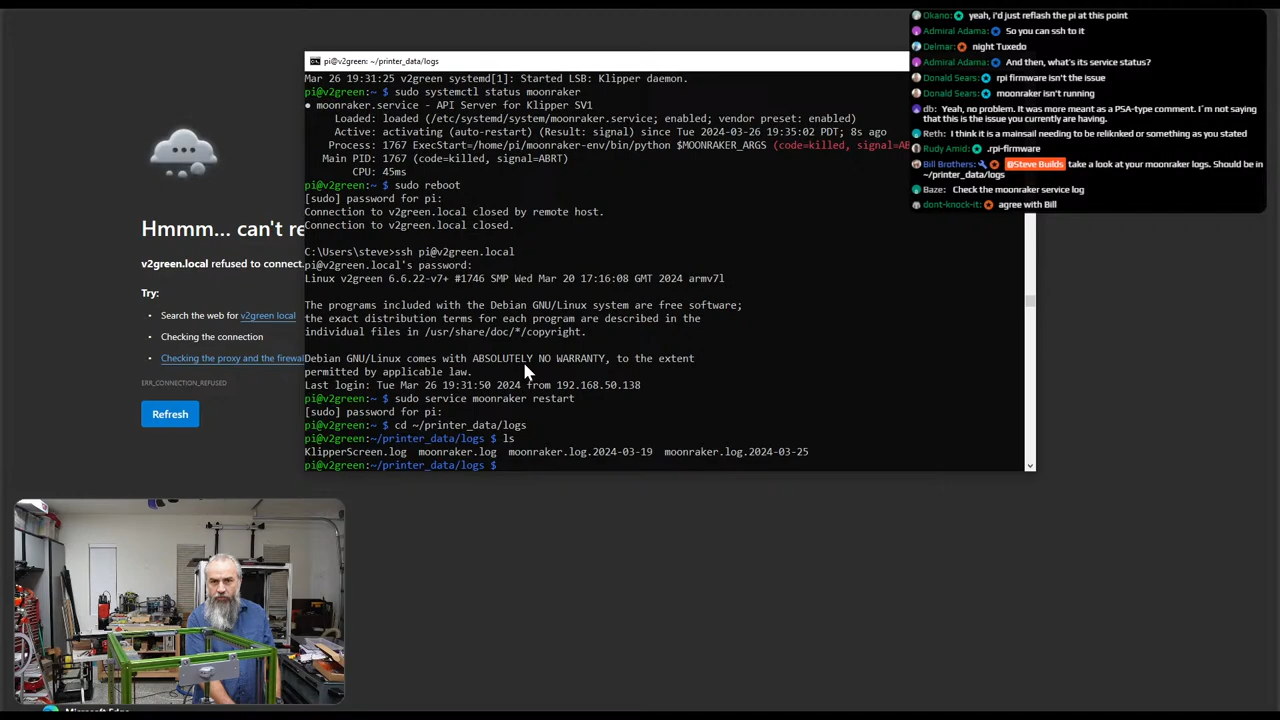 pi@v2green: ~/printer_data/logs
Mar 26 19:31:25 v2green systemd[1]: Started LSB: Klipper daemon.
pi@v2green:~ $ sudo systemctl status moonraker
● moonraker.service - API Server for Klipper SV1
Loaded: loaded (/etc/systemd/system/moonraker.service; enabled; vendor preset: enabled)
Active: activating (auto-restart) (Result: signal) since Tue 2024-03-26 19:35:02 PDT; 8s ago
Process: 1767 ExecStart=/home/pi/moonraker-env/bin/python $MOONRAKER_ARGS (code=killed, signal=AB
Main PID: 1767 (code=killed, signal=ABRT)
CPU: 45ms
pi@v2green:~ $ sudo reboot
[sudo] password for pi:
Connection to v2green.local closed by remote host.
Connection to v2green.local closed.
C:\Users\steve>ssh pi@v2green.local
pi@v2green.local's password:
Linux v2green 6.6.22-v7+ #1746 SMP Wed Mar 20 17:16:08 GMT 2024 armv7l
The programs included with the Debian GNU/Linux system are free software;
the exact distribution terms for each program are described in the
individual files in /usr/share/doc/*/copyright.
Debian GNU/Linux comes with ABSOLUTELY NO WARRANTY, to the extent
permitted by applicable law.
Last login: Tue Mar 26 19:31:50 2024 from 192.168.50.138
pi@v2green:~ $ sudo service moonraker restart
[sudo] password for pi:
pi@v2green:~ $ cd ~/printer_data/logs
pi@v2green:~/printer_data/logs $ ls
KlipperScreen.log moonraker.log moonraker.log.2024-03-19 moonraker.log.2024-03-25
pi@v2green:~/printer_data/logs $
Okano: yeah, i'd just reflash the pi at this point
Admiral Adama: So you can ssh to it
Delmar: night Tuxedo
Admiral Adama: And then, what's its service status?
Donald Sears: rpi firmware isn't the issue
Donald Sears: moonraker isn't running
db: Yeah, no problem. It was more meant as a PSA-type comment. I´m not saying
that this is the issue you currently are having.
Reth: I think it is a mainsail needing to be reliknked or something as you stated
Rudy Amid: .rpi-firmware
Bill Brothers: @Steve Builds take a look at your moonraker logs. Should be in
~/printer_data/logs
Baze: Check the moonraker service log
dont-knock-it: agree with Bill
Hmmm... can't re
v2green.local refused to connect.
Try:
• Search the web for v2green local
• Checking the connection
• Checking the proxy and the firewa
ERR_CONNECTION_REFUSED
Refresh
Microsoft Edge